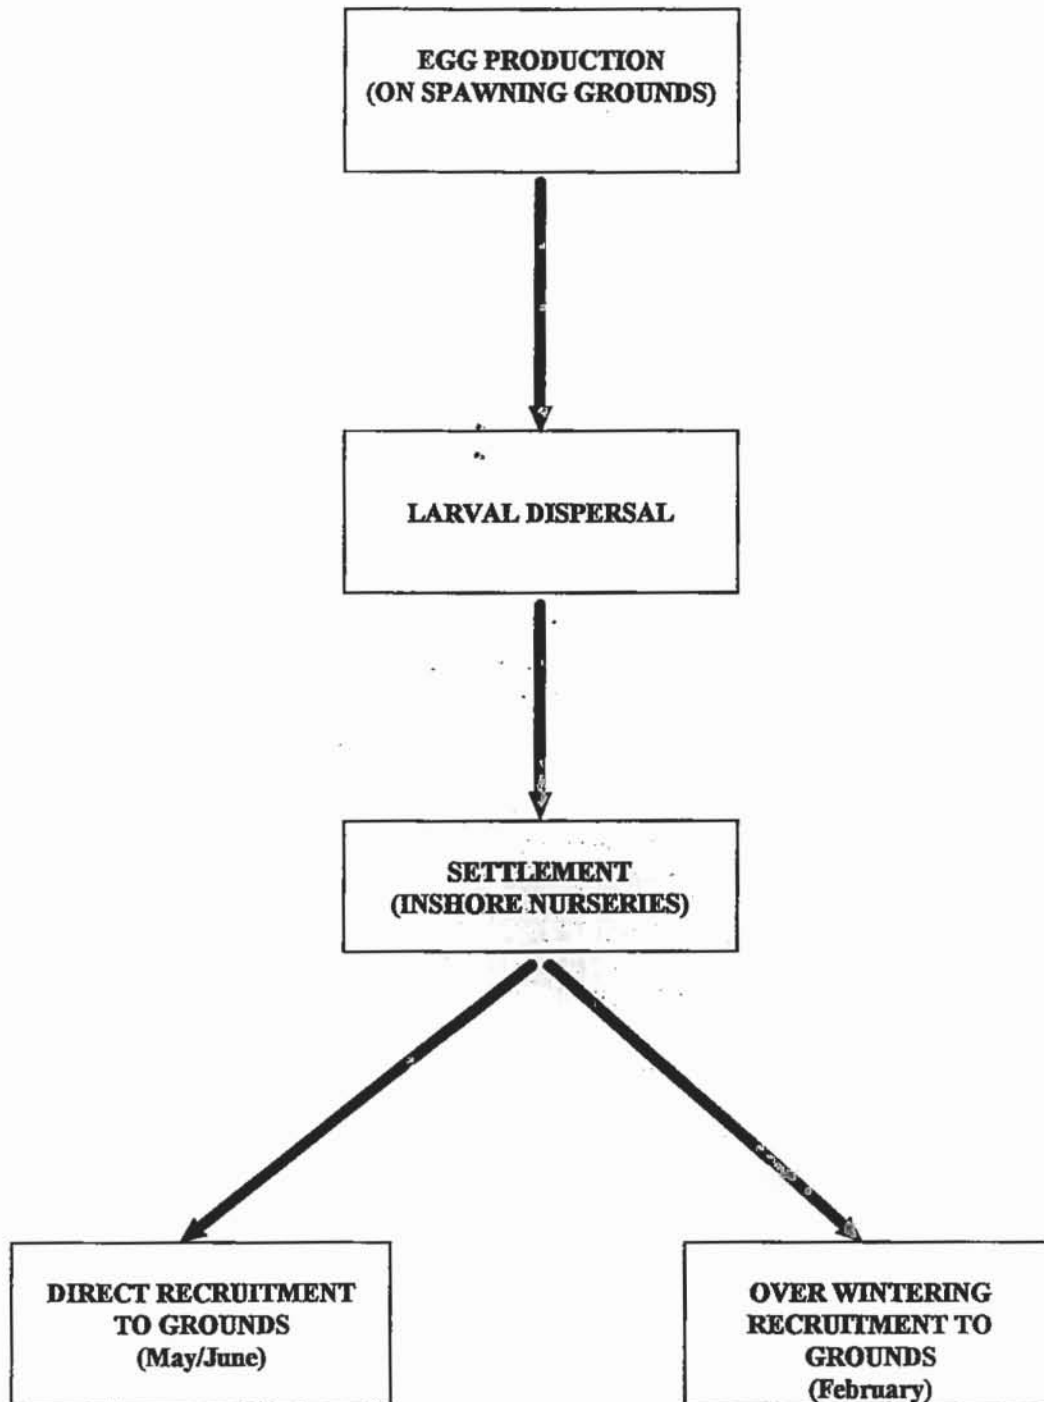 EGG PRODUCTION
(ON SPAWNING GROUNDS)
LARVAL DISPERSAL
SETTLEMENT
(INSHORE NURSERIES)
DIRECT RECRUITMENT
TO GROUNDS
(May/June)
OVER WINTERING
RECRUITMENT TO
GROUNDS
(February)